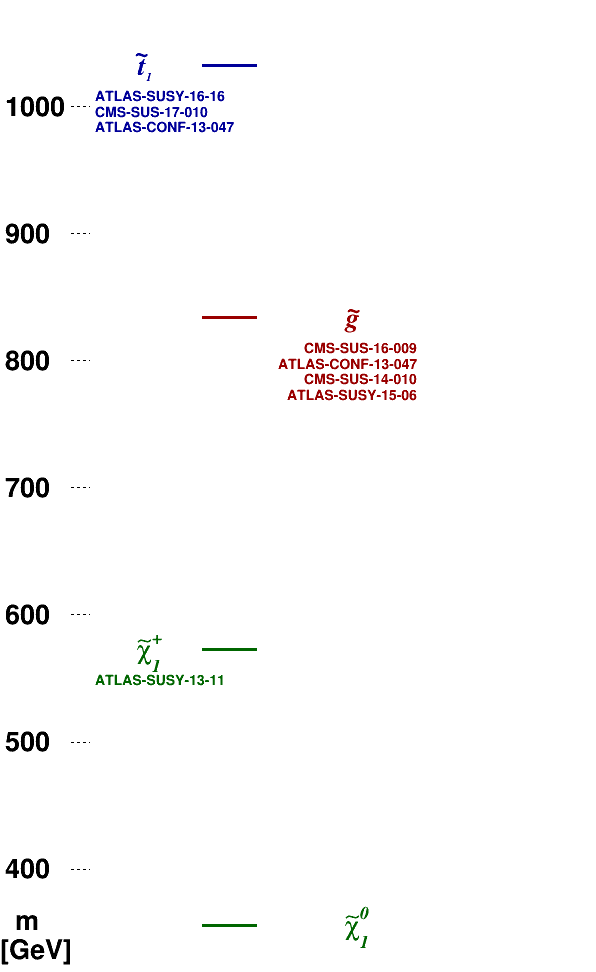 t̃₁
ATLAS-SUSY-16-16
1000
CMS-SUS-17-010
ATLAS-CONF-13-047
900
g̃
CMS-SUS-16-009
800
ATLAS-CONF-13-047
CMS-SUS-14-010
ATLAS-SUSY-15-06
700
600
χ̃₁⁺
ATLAS-SUSY-13-11
500
400
m
[GeV]
χ̃₁⁰